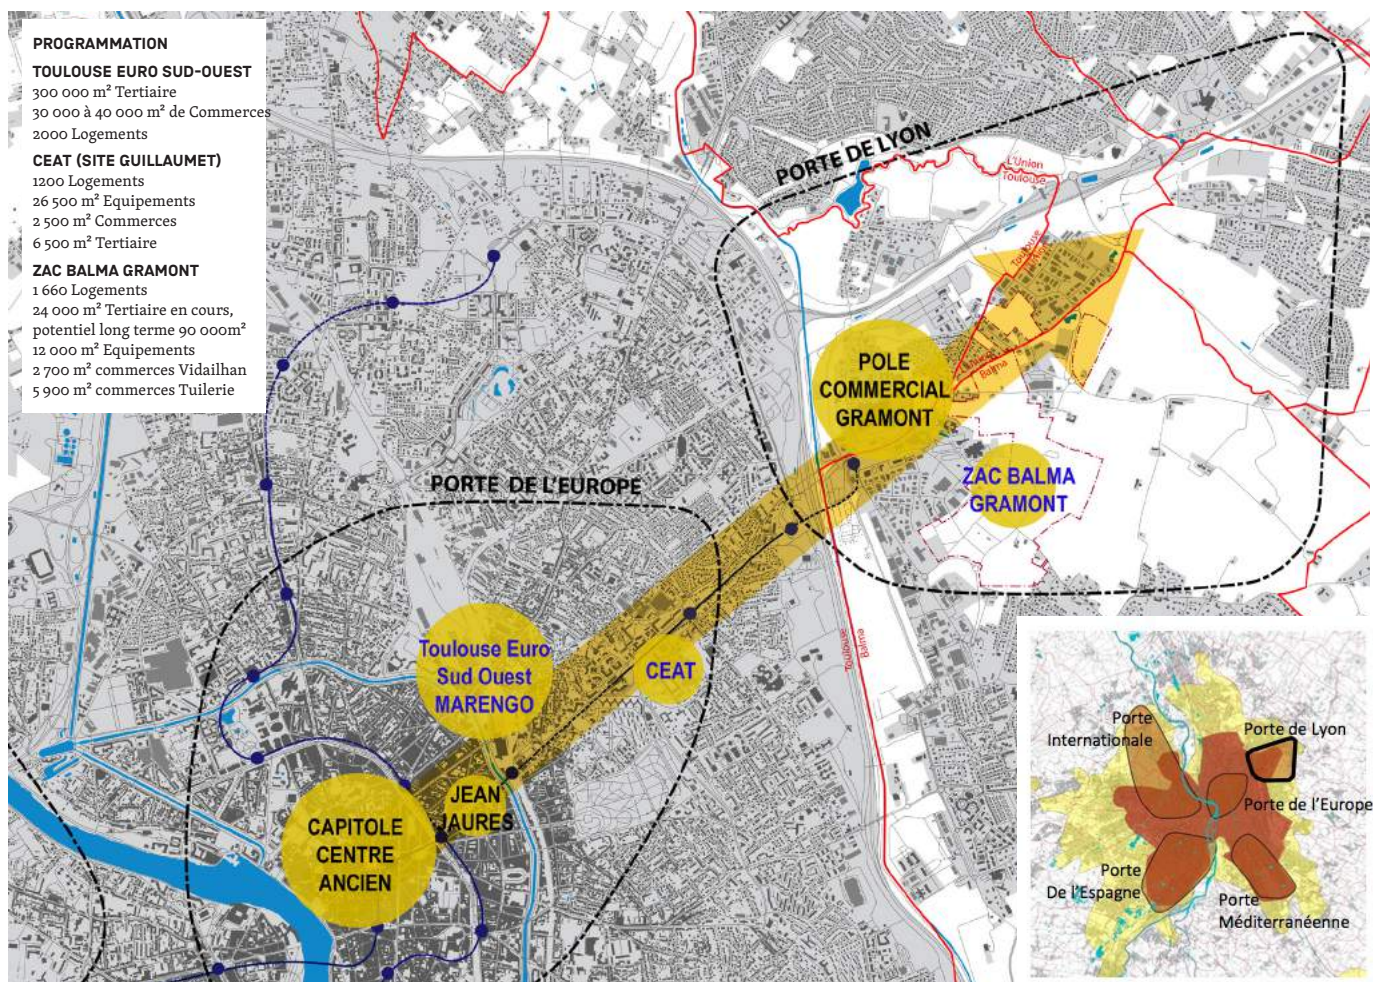 PROGRAMMATION
TOULOUSE EURO SUD-OUEST
300 000 m² Tertiaire
30 000 à 40 000 m² de Commerces
2000 Logements
CEAT (SITE GUILLAUMET)
1200 Logements
26 500 m² Equipements
2 500 m² Commerces
6 500 m² Tertiaire
ZAC BALMA GRAMONT
1 660 Logements
24 000 m² Tertiaire en cours,
potentiel long terme 90 000m²
12 000 m² Equipements
2 700 m² commerces Vidailhan
5 900 m² commerces Tuilerie
PORTE DE LYON
L'Union
Toulouse
Toulouse
Balma
POLE
COMMERCIAL
GRAMONT
ZAC BALMA
GRAMONT
PORTE DE L'EUROPE
Toulouse Euro
Sud Ouest
MARENGO
CEAT
Toulouse
Balma
JEAN
JAURES
CAPITOLE
CENTRE
ANCIEN
Porte
Internationale
Porte de Lyon
Porte de l'Europe
Porte
De l'Espagne
Porte
Méditerranéenne